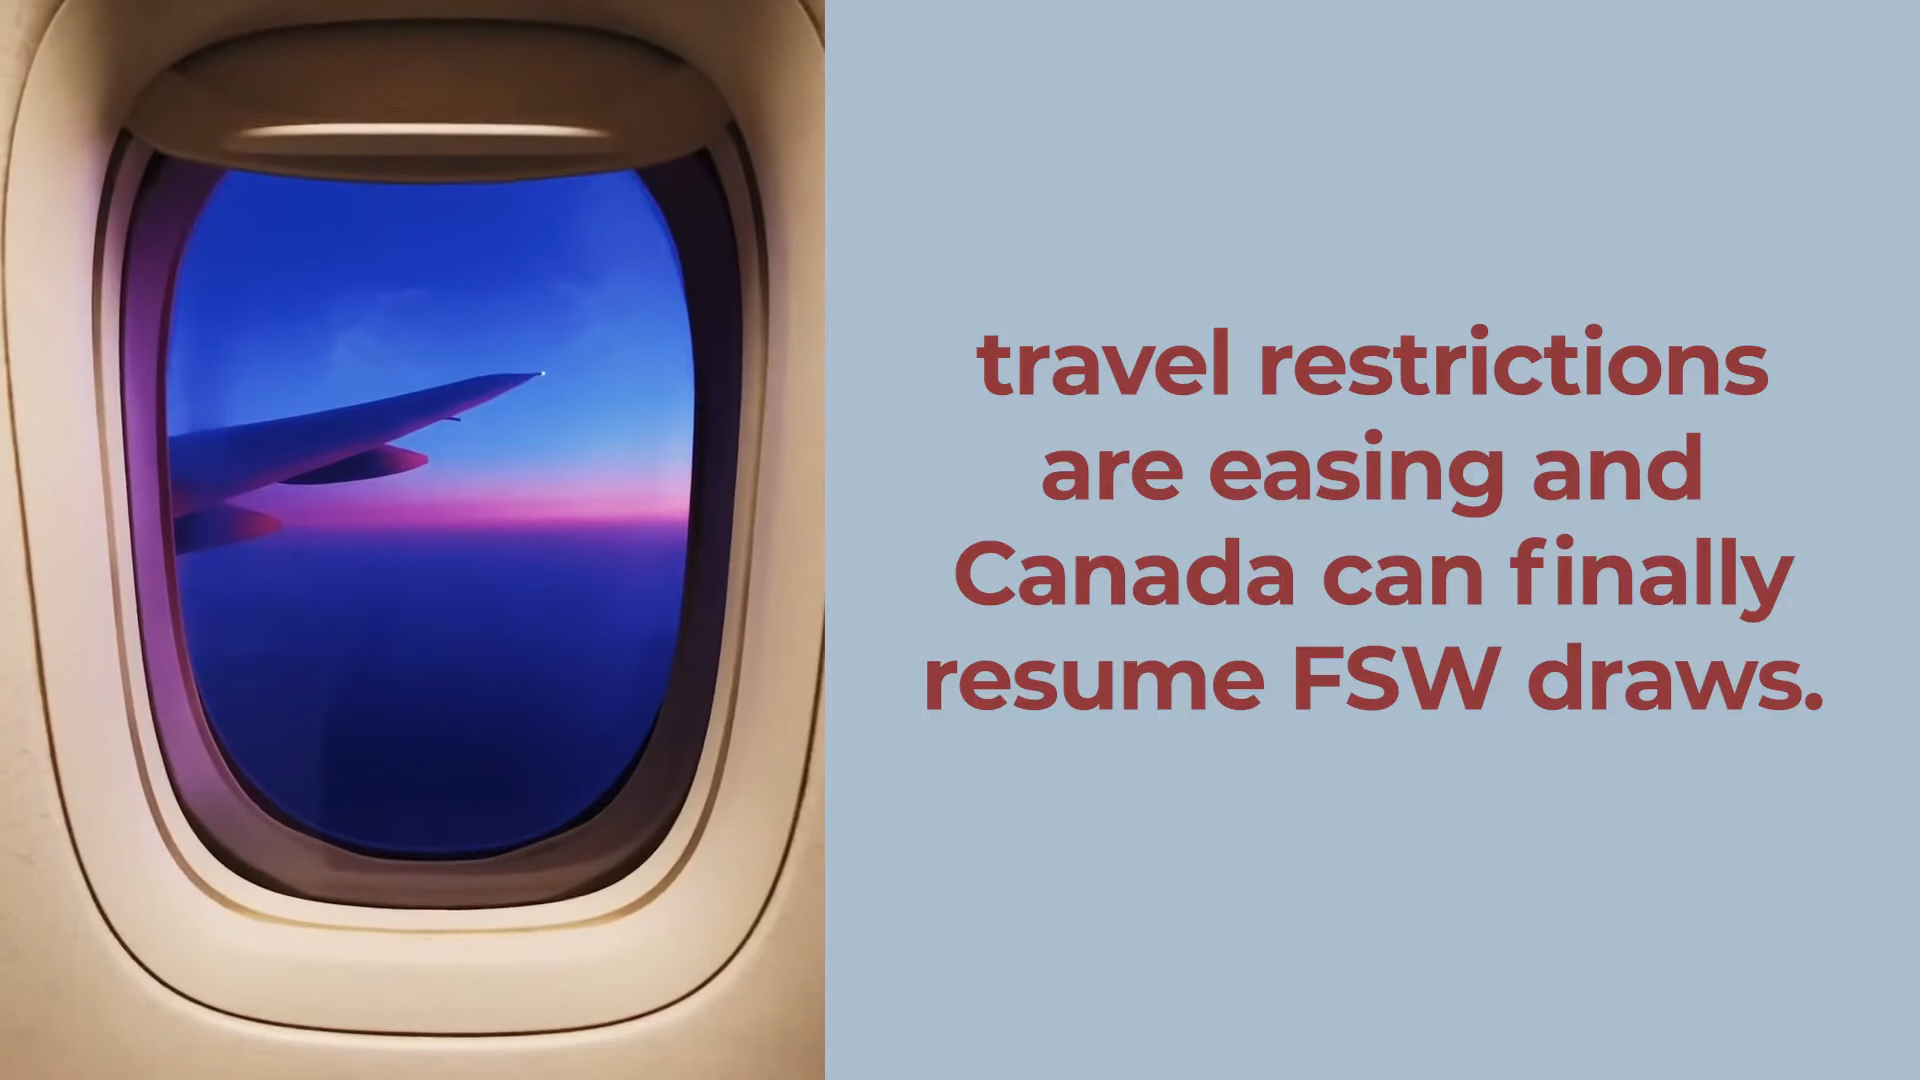 travel restrictions
are easing and
Canada can finally
resume FSW draws.